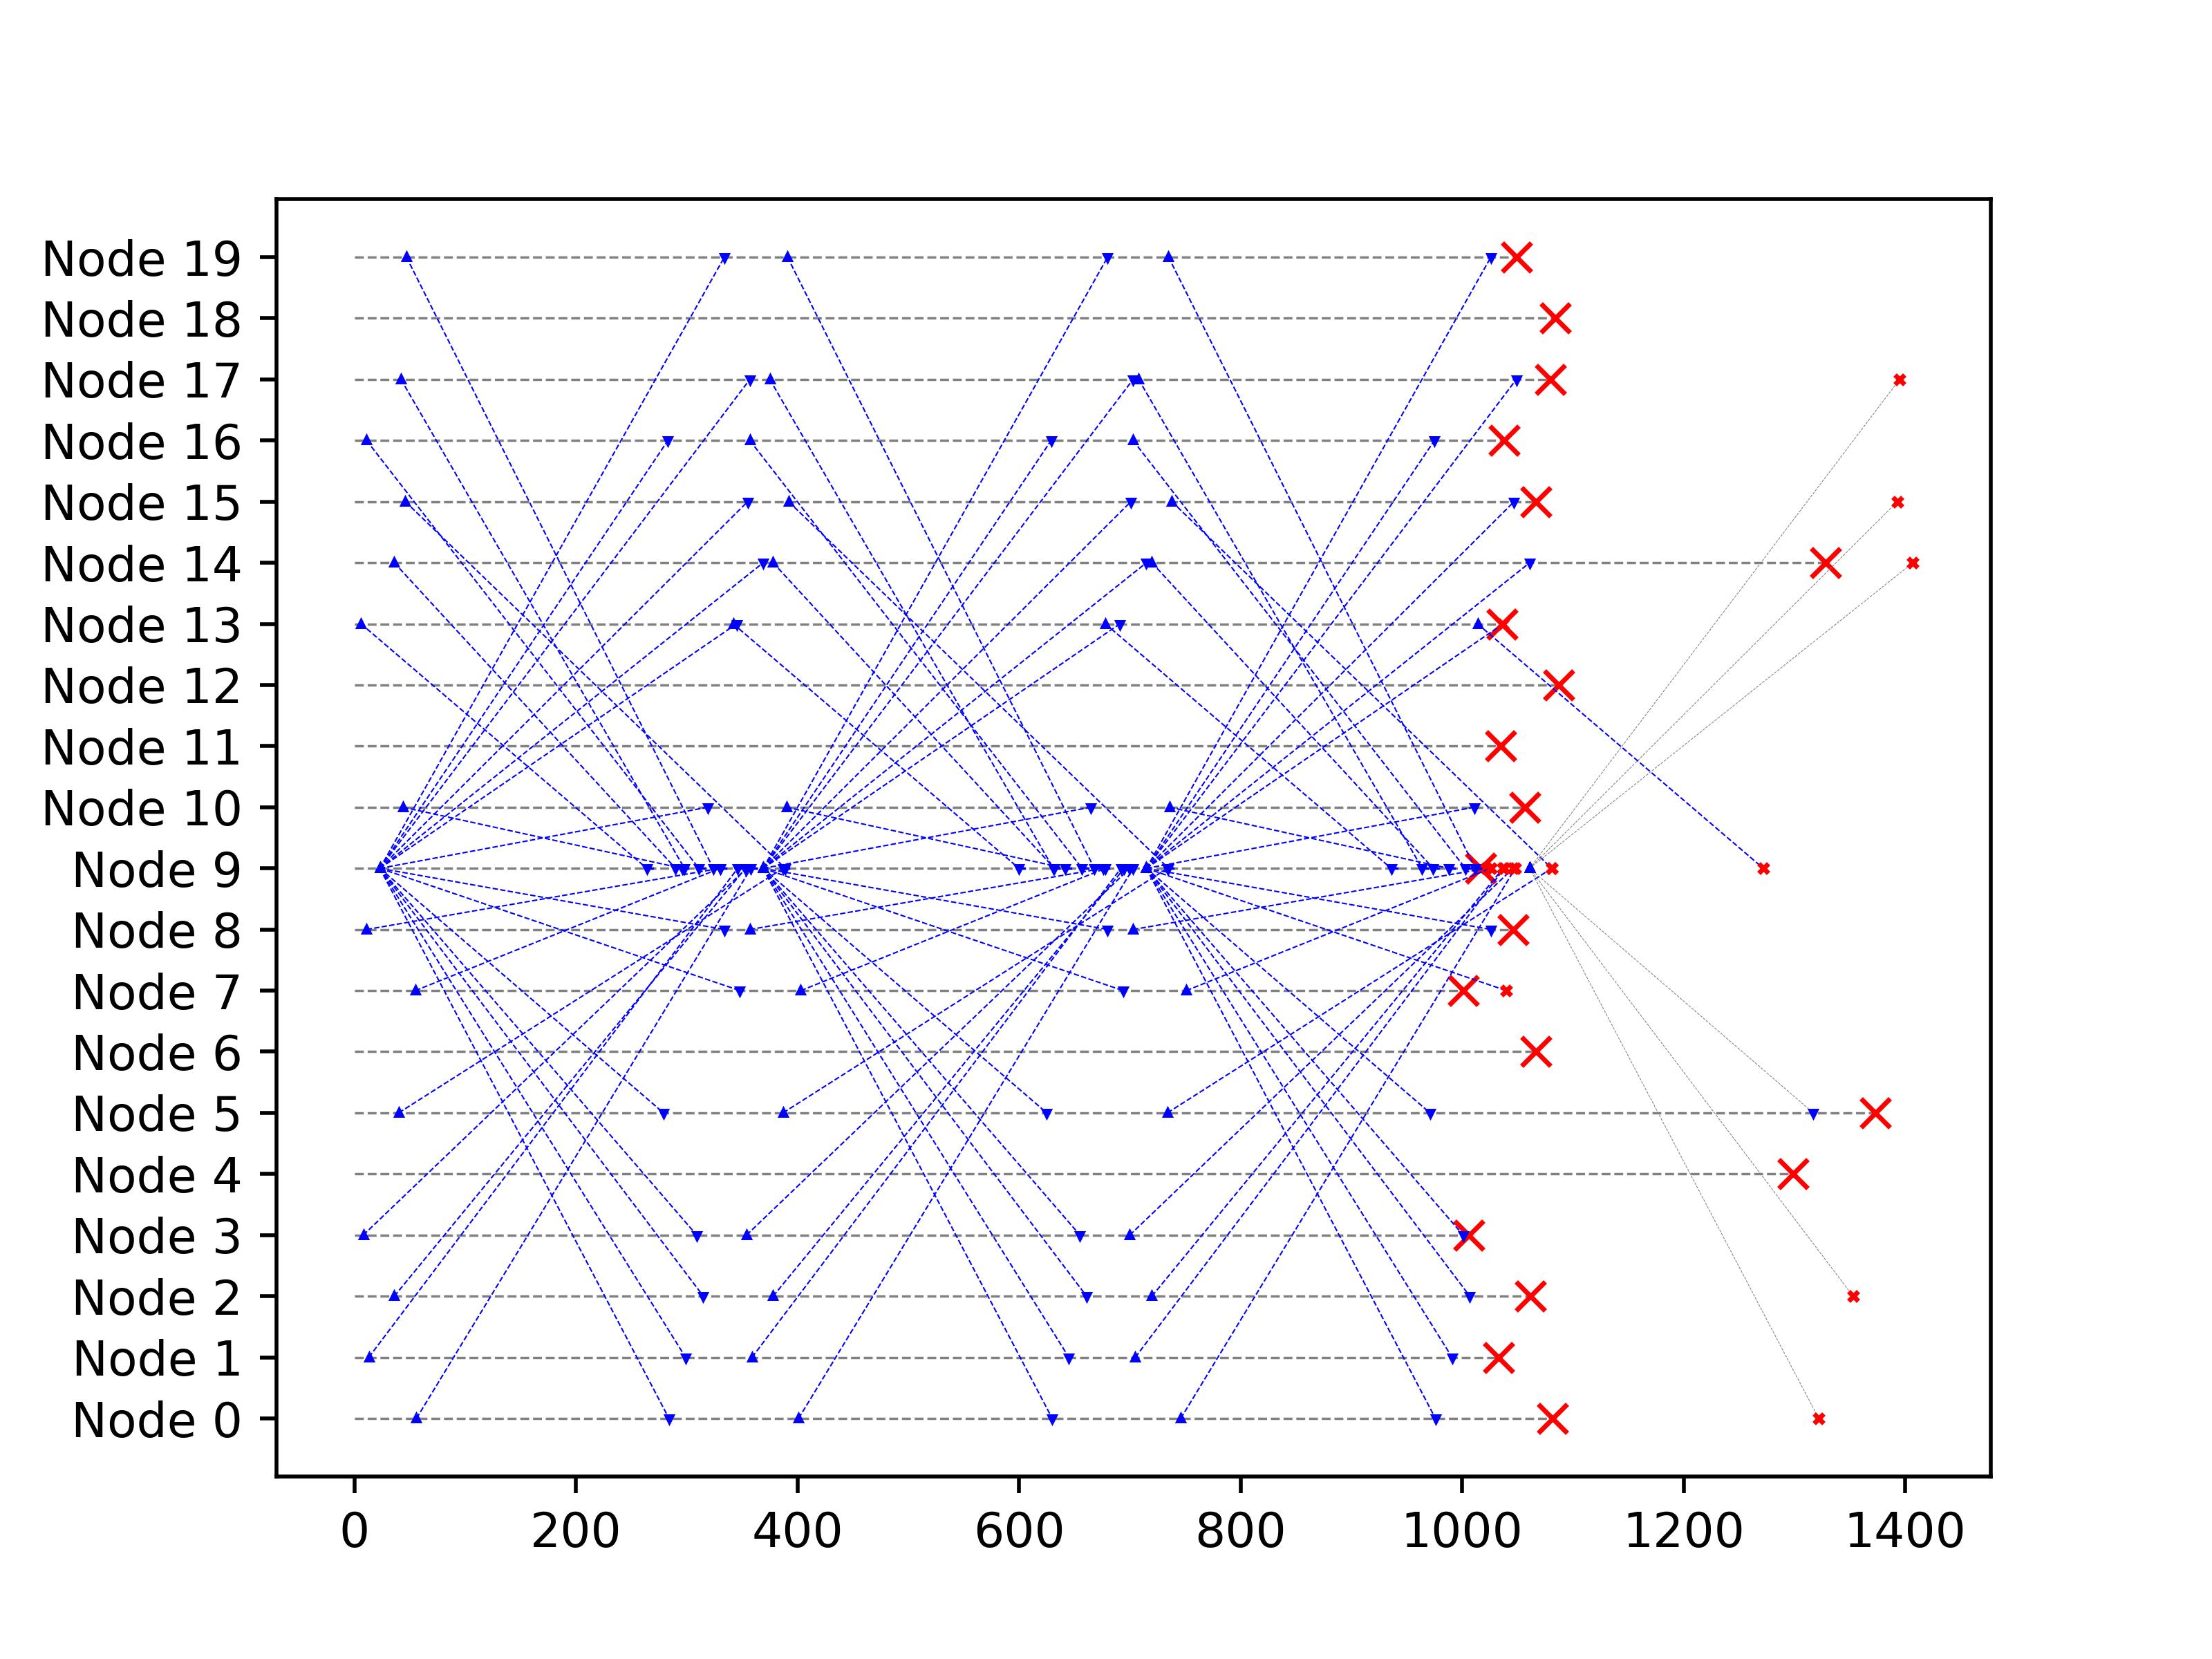 Node 19
Node 18
Node 17
Node 16
Node 15
Node 14
Node 13
Node 12
Node 11
Node 10
Node 9
Node 8
Node 7
Node 6
Node 5
Node 4
Node 3
Node 2
Node 1
Node 0
0 200 400 600 800 1000 1200 1400